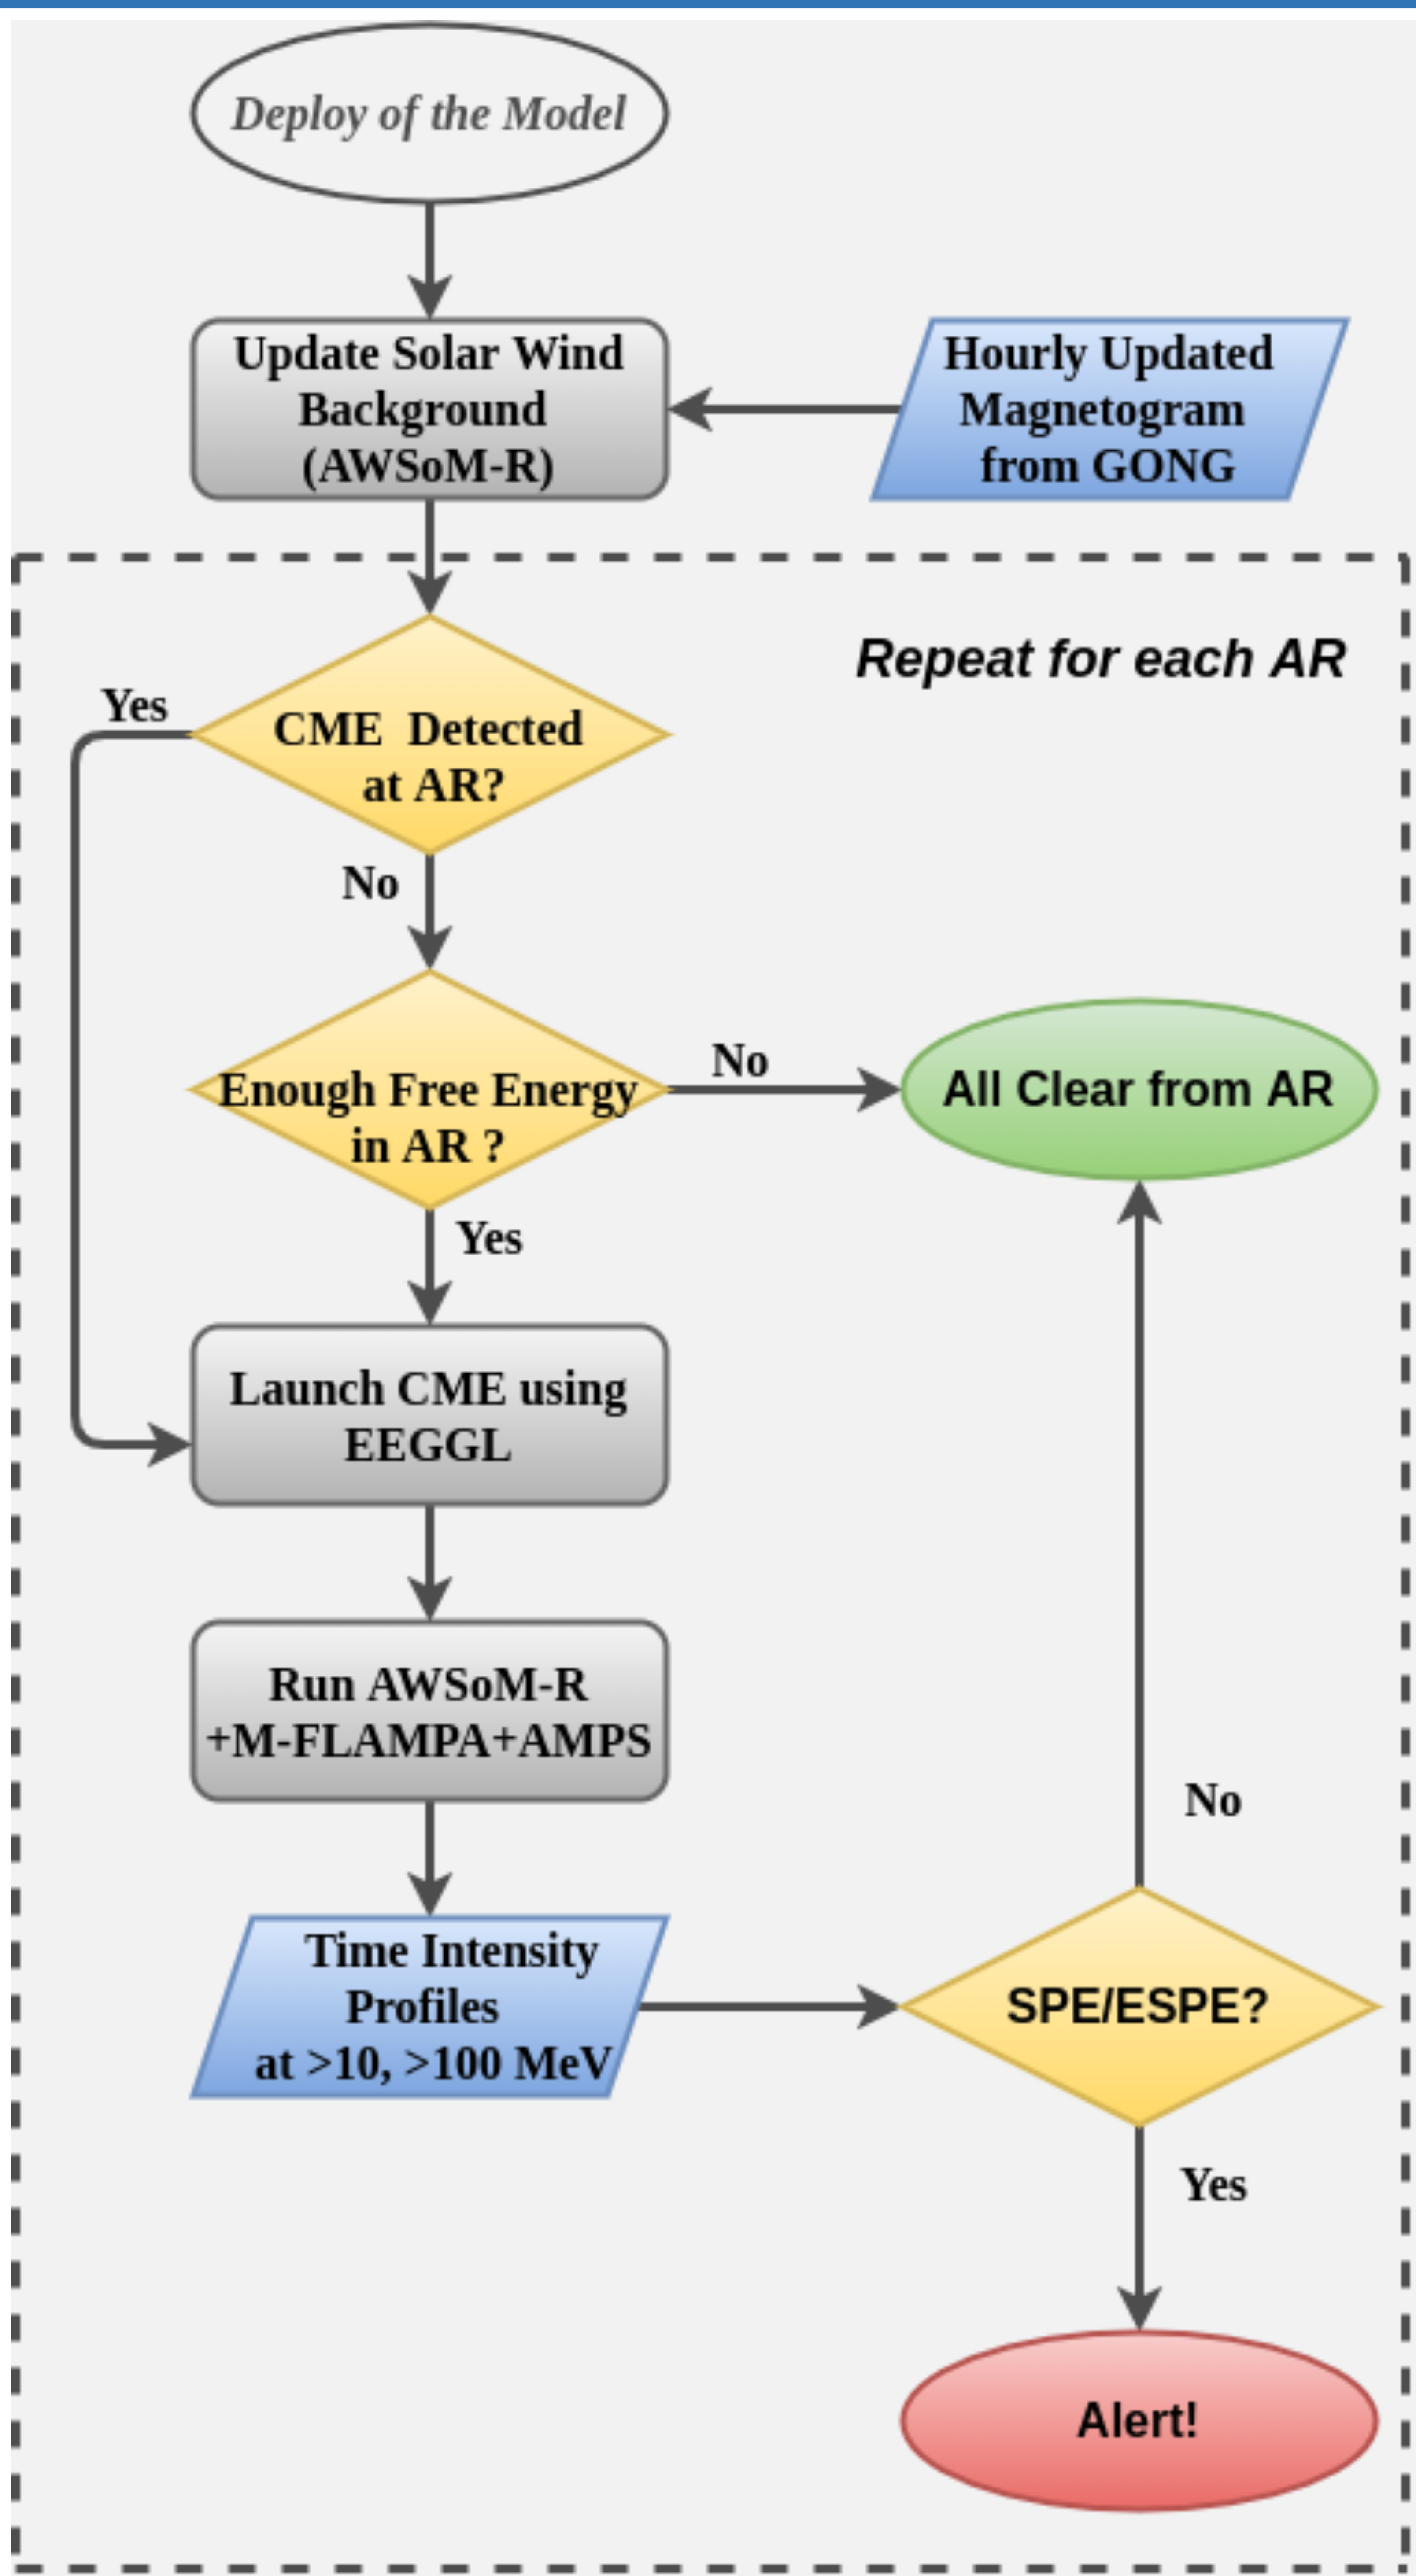 Deploy of the Model
Update Solar Wind
Background
(AWSoM-R)
Hourly Updated
Magnetogram
from GONG
Repeat for each AR
Yes
CME  Detected
at AR?
No
Enough Free Energy
in AR ?
No
All Clear from AR
Yes
Launch CME using
EEGGL
Run AWSoM-R
+M-FLAMPA+AMPS
No
Time Intensity
Profiles
at >10, >100 MeV
SPE/ESPE?
Yes
Alert!